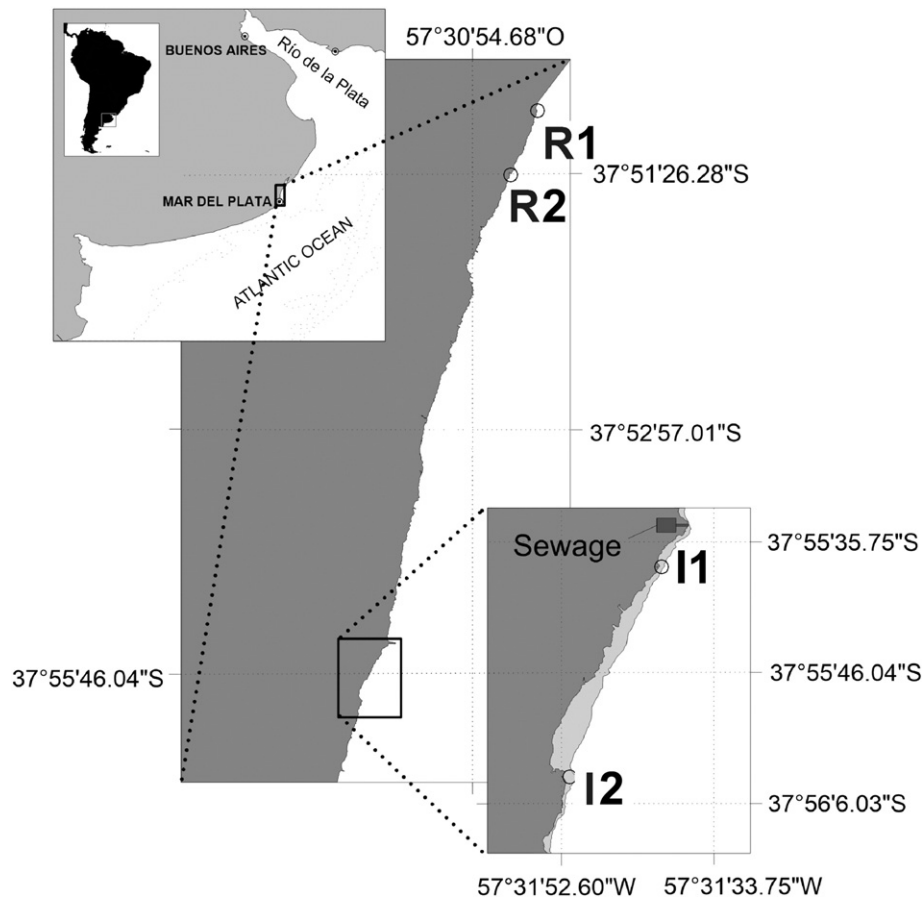 57°30'54.68"O
BUENOS AIRES
Río de la Plata
R1
37°51'26.28"S
R2
MAR DEL PLATA
ATLANTIC OCEAN
37°52'57.01"S
Sewage
37°55'35.75"S
I1
37°55'46.04"S
37°55'46.04"S
I2
37°56'6.03"S
57°31'52.60"W 57°31'33.75"W